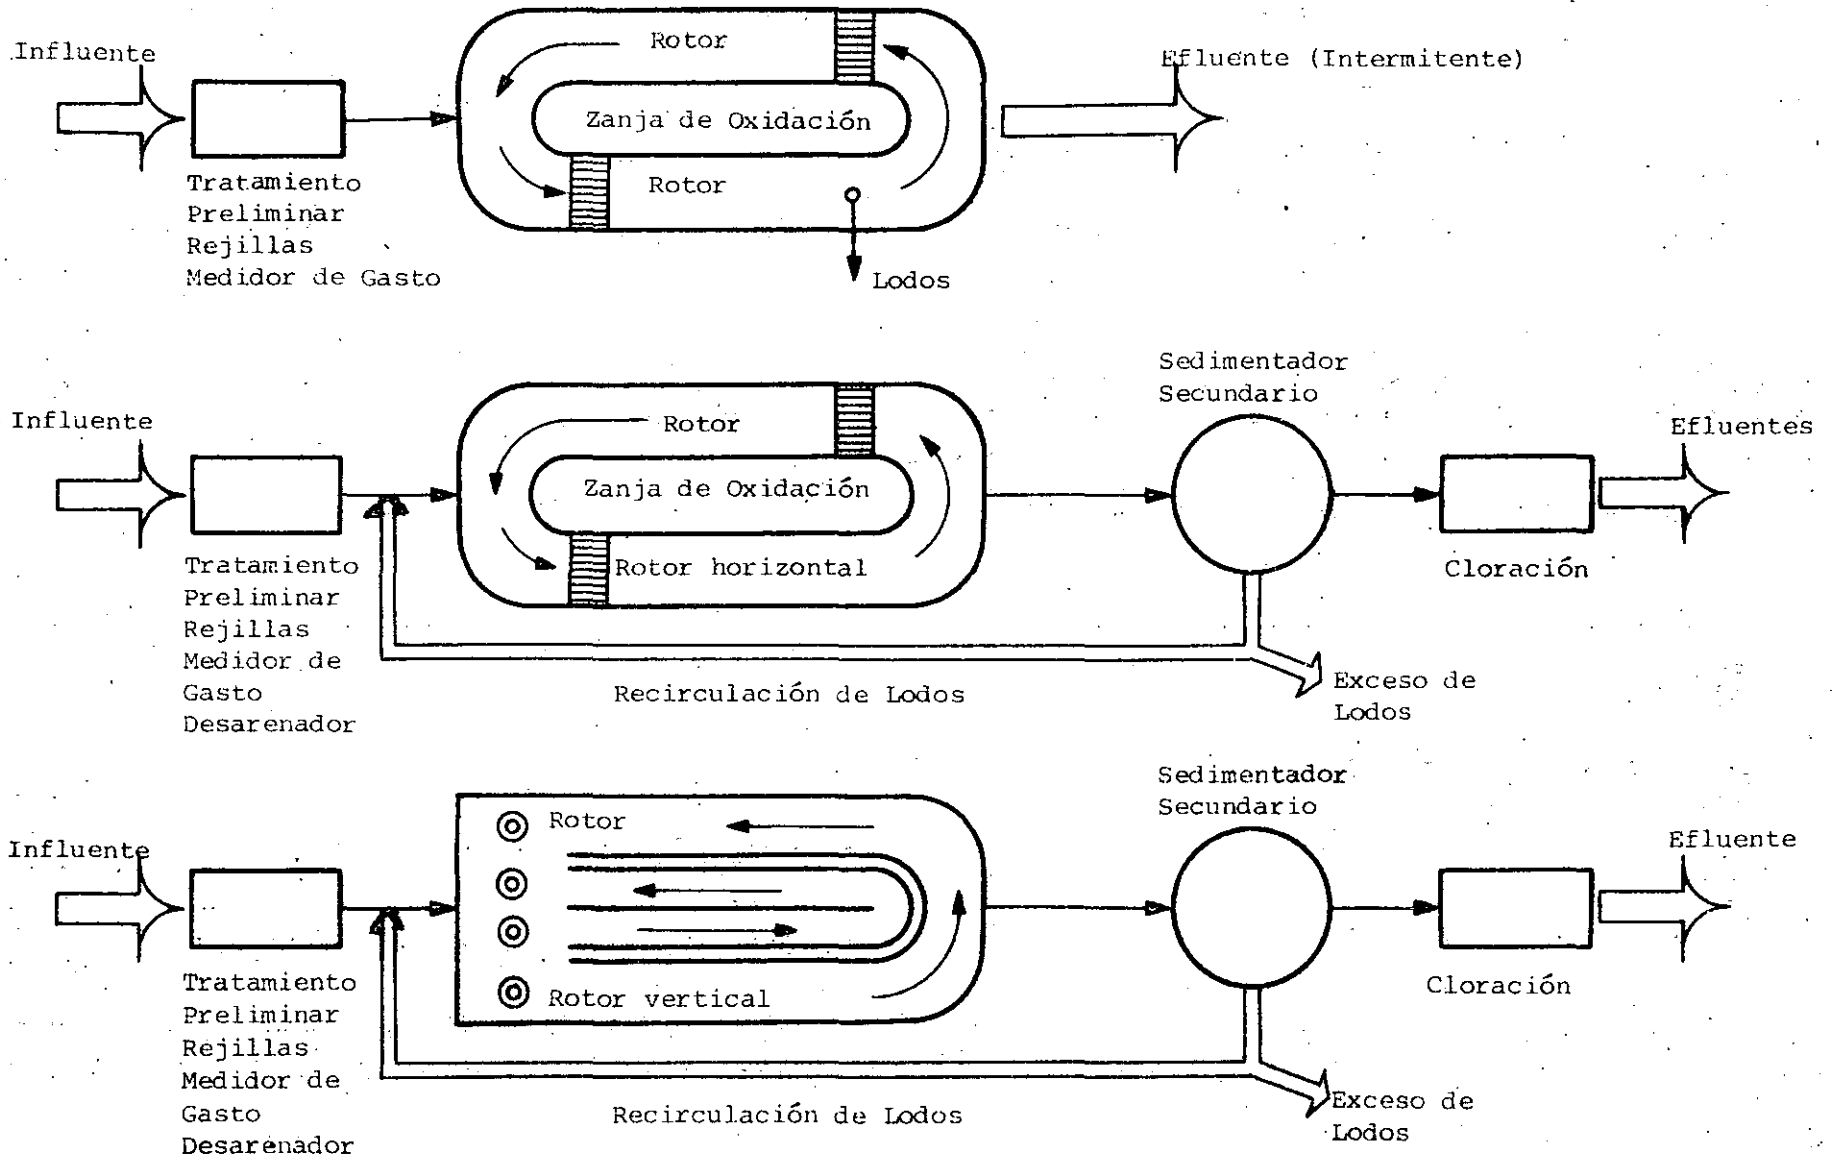 Influente
Rotor
Efluente (Intermitente)
Zanja de Oxidación
Rotor
Tratamiento
Preliminar
Rejillas
Medidor de Gasto
Lodos
Sedimentador
Secundario
Influente
Rotor
Efluentes
Zanja de Oxidación
Rotor horizontal
Cloración
Tratamiento
Preliminar
Rejillas
Medidor de
Gasto
Desarenador
Recirculación de Lodos
Exceso de
Lodos
Sedimentador
Secundario
Rotor
Influente
Efluente
Rotor vertical
Cloración
Tratamiento
Preliminar
Rejillas
Medidor de
Gasto
Desarenador
Recirculación de Lodos
Exceso de
Lodos